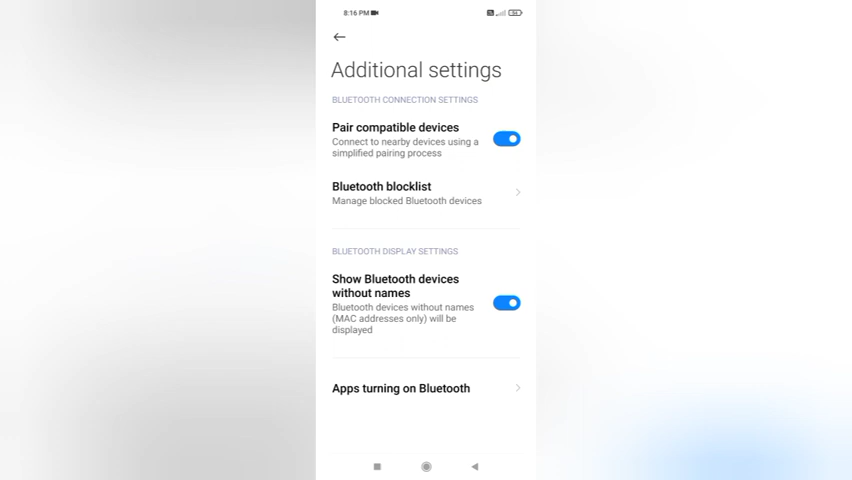 8:16 PM
Additional settings
BLUETOOTH CONNECTION SETTINGS
Pair compatible devices
Connect to nearby devices using a
simplified pairing process
Bluetooth blocklist
Manage blocked Bluetooth devices
BLUETOOTH DISPLAY SETTINGS
Show Bluetooth devices
without names
Bluetooth devices without names
(MAC addresses only) will be
displayed
Apps turning on Bluetooth